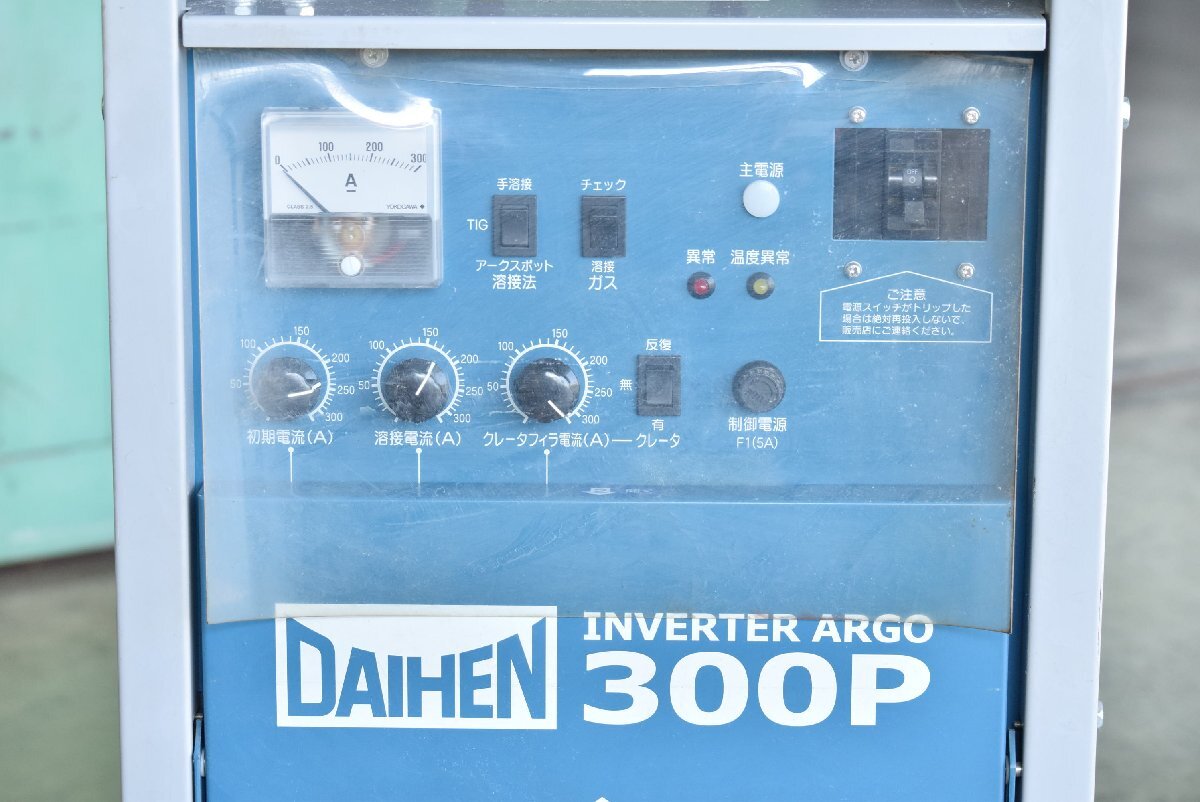 0 100 200 300
A
CLASS 2.5 YOKOGAWA
手溶接
TIG
アークスポット
溶接法
チェック
溶接
ガス
主電源
異常 温度異常
OFF
ご注意
電源スイッチがトリップした
場合は絶対再投入しないで、
販売店にご連絡ください。
50 100 150 200 250 300
初期電流(A)
50 100 150 200 250 300
溶接電流(A)
50 100 150 200 250 300
クレータフィラ電流(A)
反復
無
有
クレータ
制御電源
F1(5A)
DAIHEN
INVERTER ARGO
300P